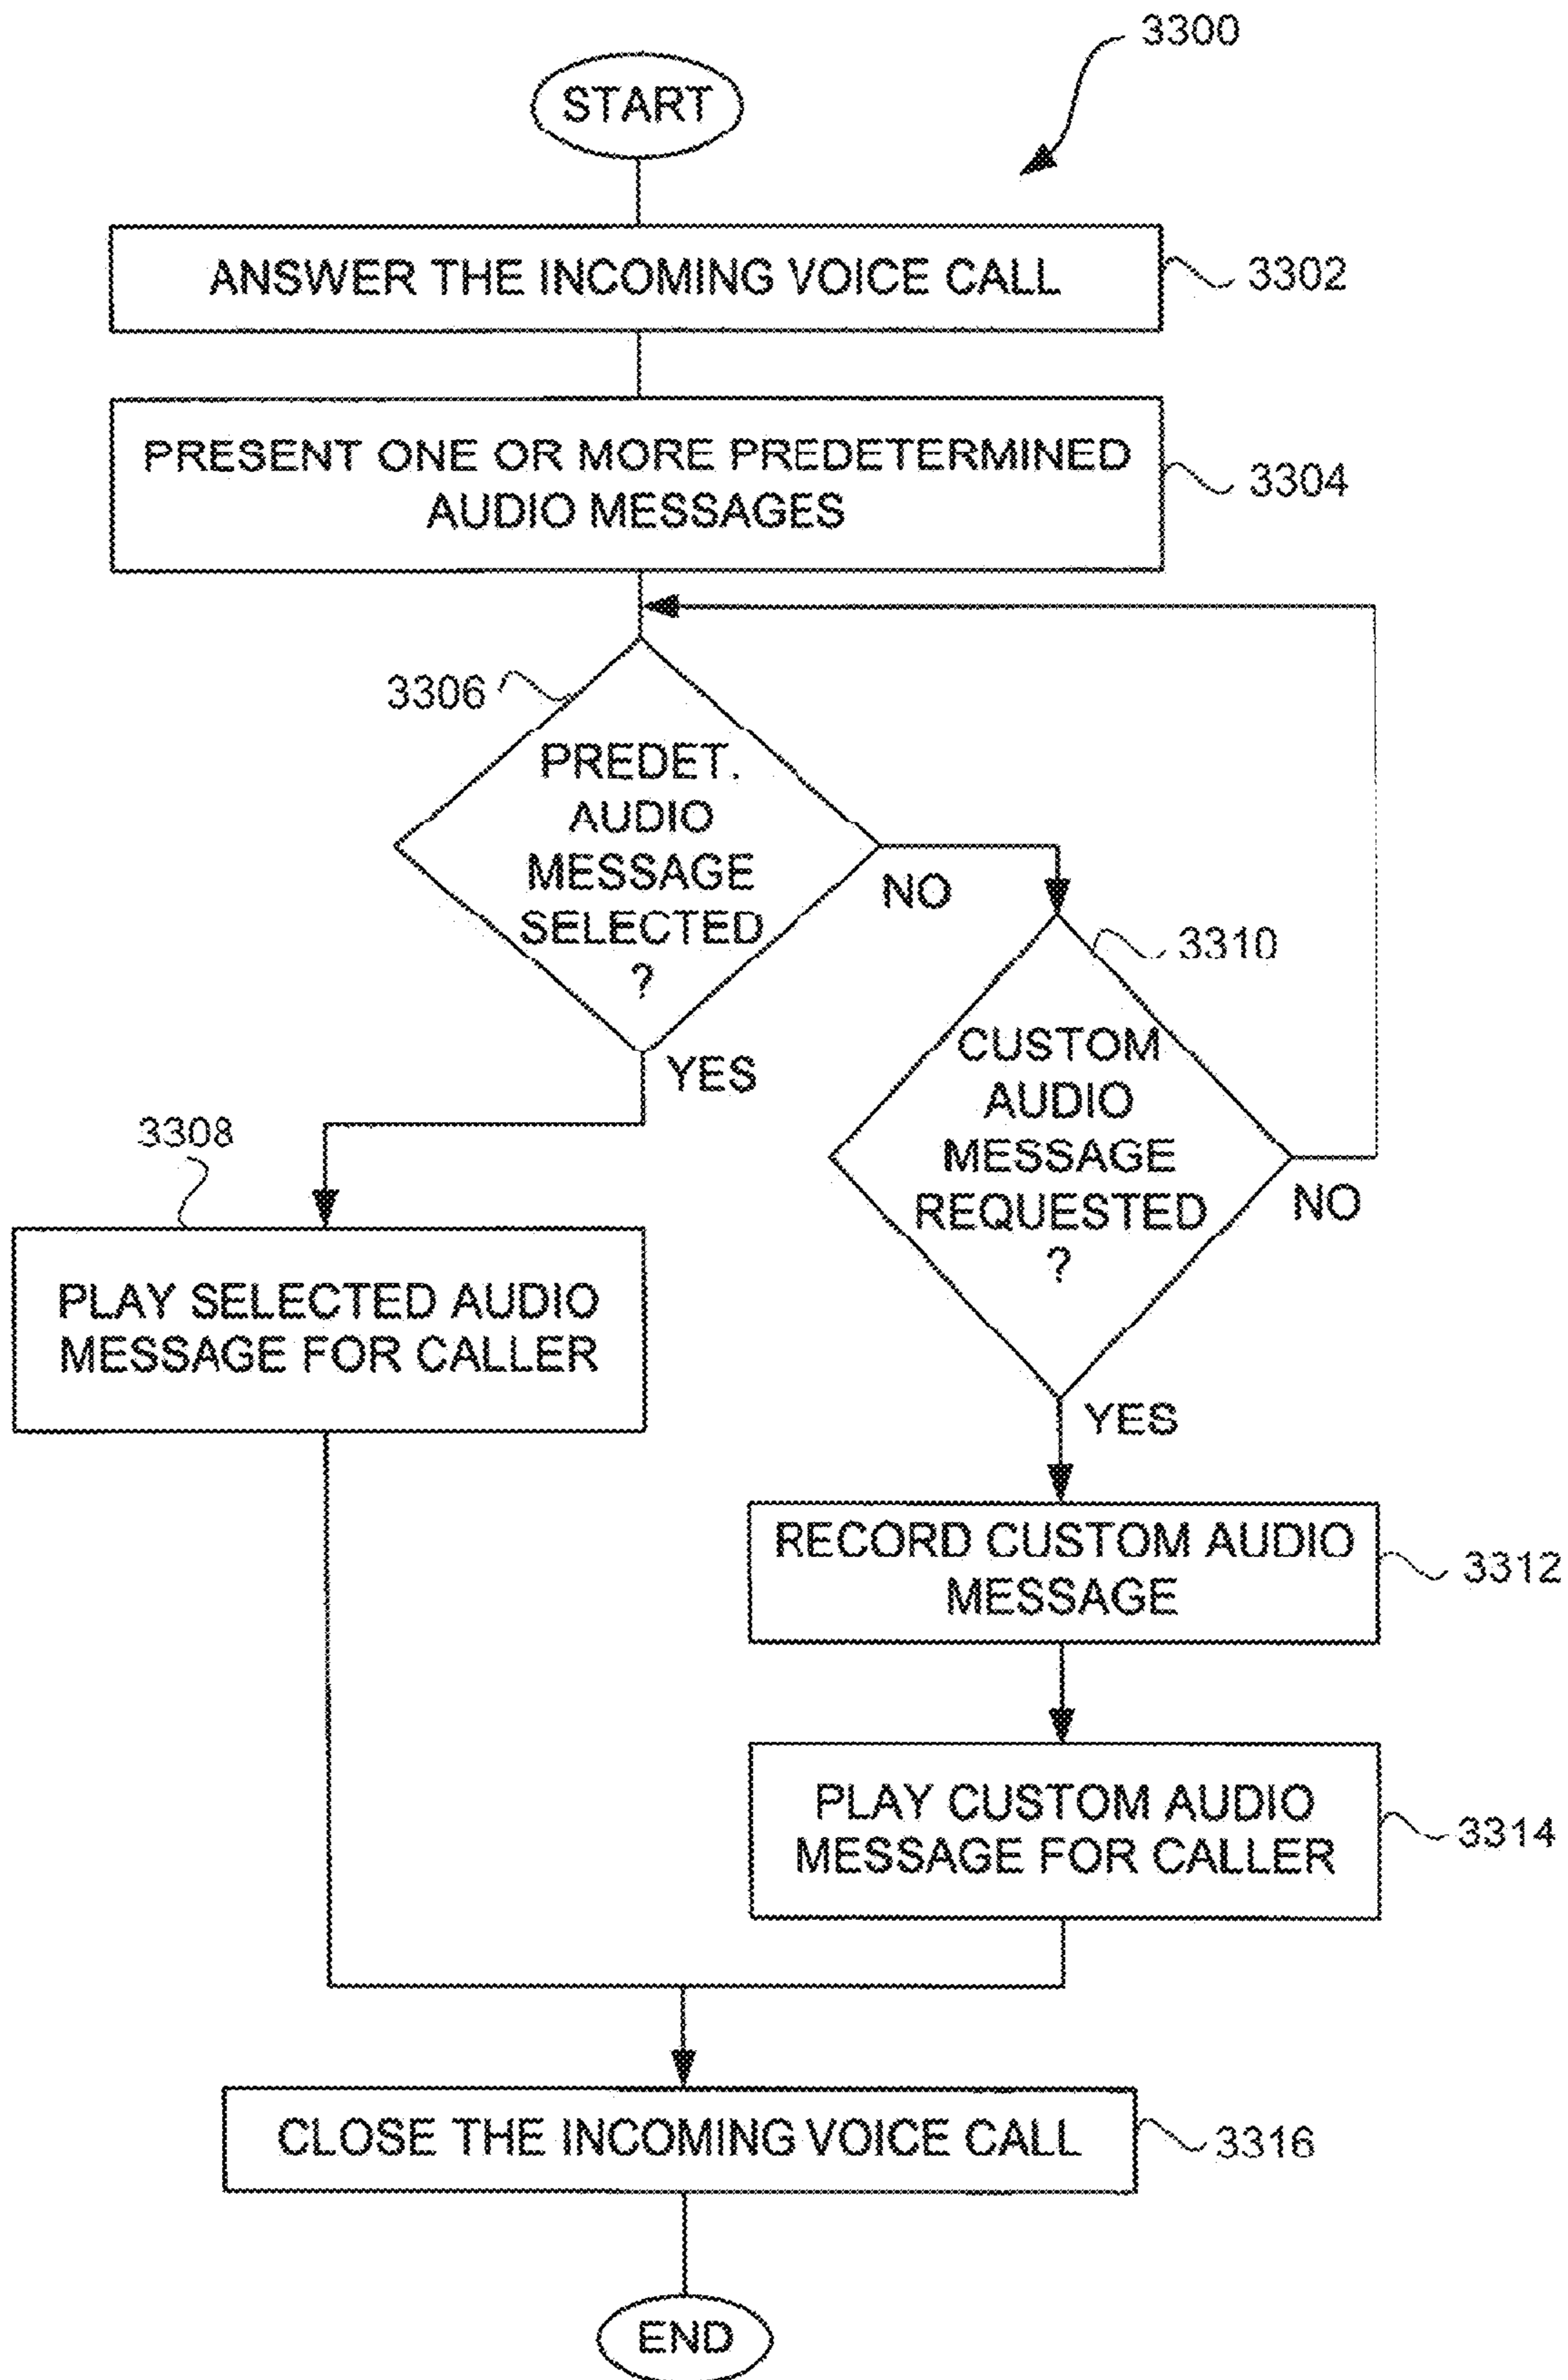 3300
START
ANSWER THE INCOMING VOICE CALL
3302
PRESENT ONE OR MORE PREDETERMINED
AUDIO MESSAGES
3304
3306
PREDET.
AUDIO
MESSAGE
SELECTED
?
NO
YES
3310
CUSTOM
AUDIO
MESSAGE
REQUESTED
?
NO
YES
3308
PLAY SELECTED AUDIO
MESSAGE FOR CALLER
RECORD CUSTOM AUDIO
MESSAGE
3312
PLAY CUSTOM AUDIO
MESSAGE FOR CALLER
3314
CLOSE THE INCOMING VOICE CALL
3316
END